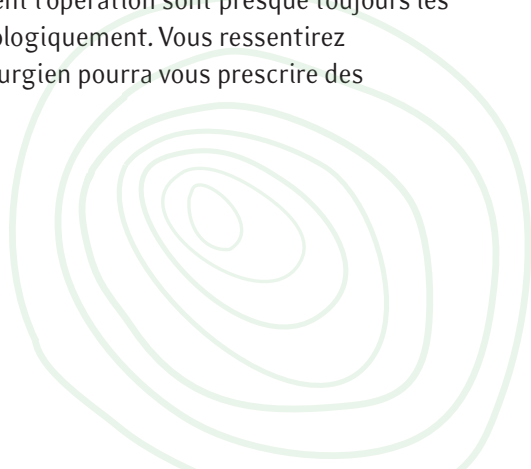 ent l'opération sont presque toujours les
ologiquement. Vous ressentirez
urgien pourra vous prescrire des